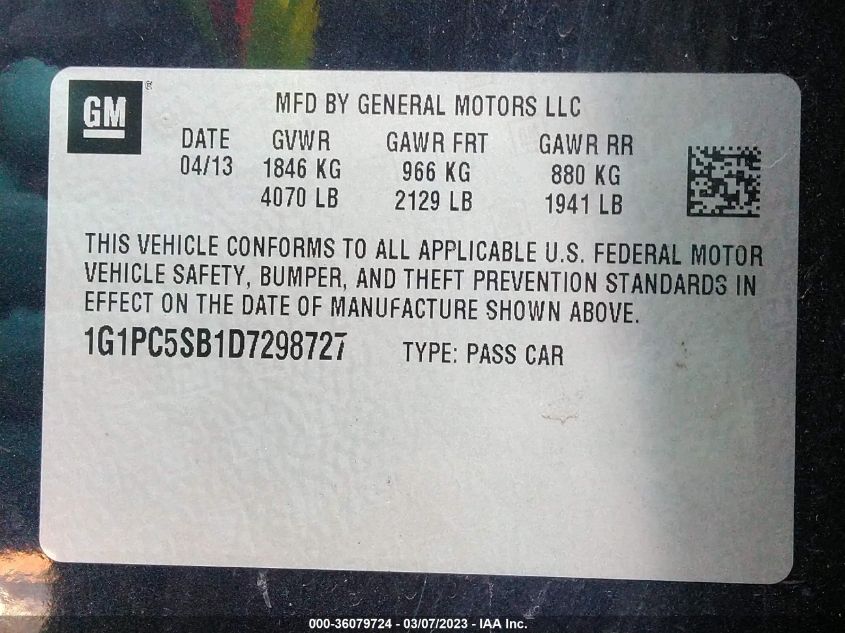 GM ®
MFD BY GENERAL MOTORS LLC
DATE GVWR GAWR FRT GAWR RR
04/13 1846 KG 966 KG 880 KG
4070 LB 2129 LB 1941 LB
THIS VEHICLE CONFORMS TO ALL APPLICABLE U.S. FEDERAL MOTOR
VEHICLE SAFETY, BUMPER, AND THEFT PREVENTION STANDARDS IN
EFFECT ON THE DATE OF MANUFACTURE SHOWN ABOVE.
1G1PC5SB1D7298727 TYPE: PASS CAR
000-36079724 - 03/07/2023 - IAA Inc.